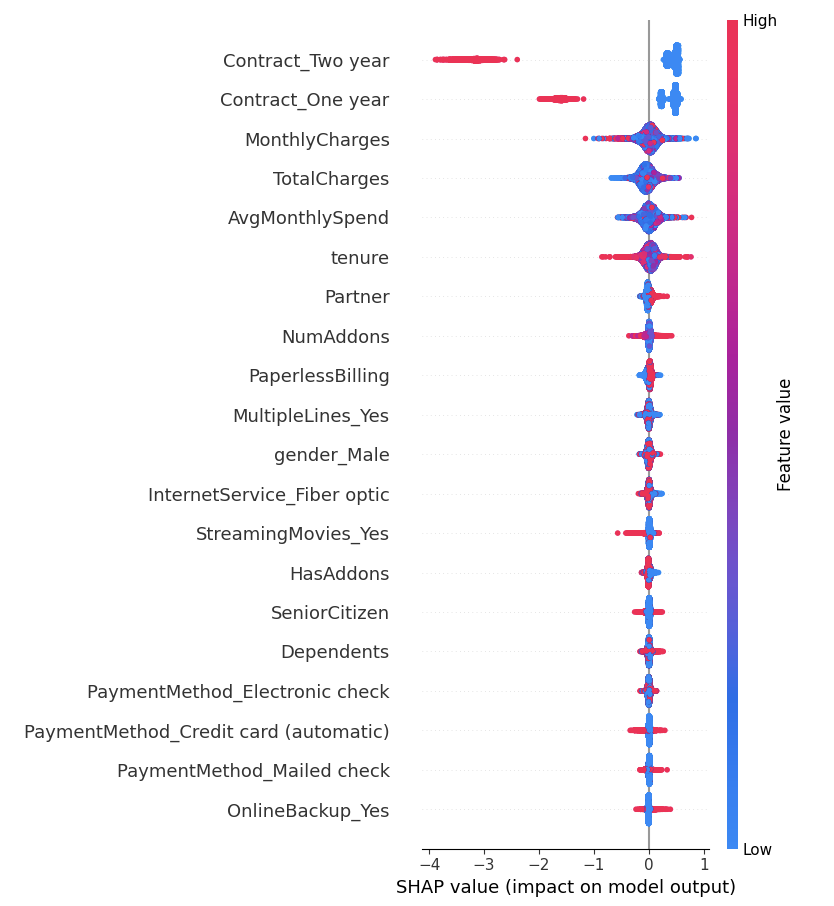 High
Contract_Two year
Contract_One year
MonthlyCharges
TotalCharges
AvgMonthlySpend
tenure
Partner
NumAddons
PaperlessBilling
MultipleLines_Yes
gender_Male
InternetService_Fiber optic
StreamingMovies_Yes
HasAddons
SeniorCitizen
Dependents
PaymentMethod_Electronic check
PaymentMethod_Credit card (automatic)
PaymentMethod_Mailed check
OnlineBackup_Yes
Feature value
Low
−4 −3 −2 −1 0 1
SHAP value (impact on model output)